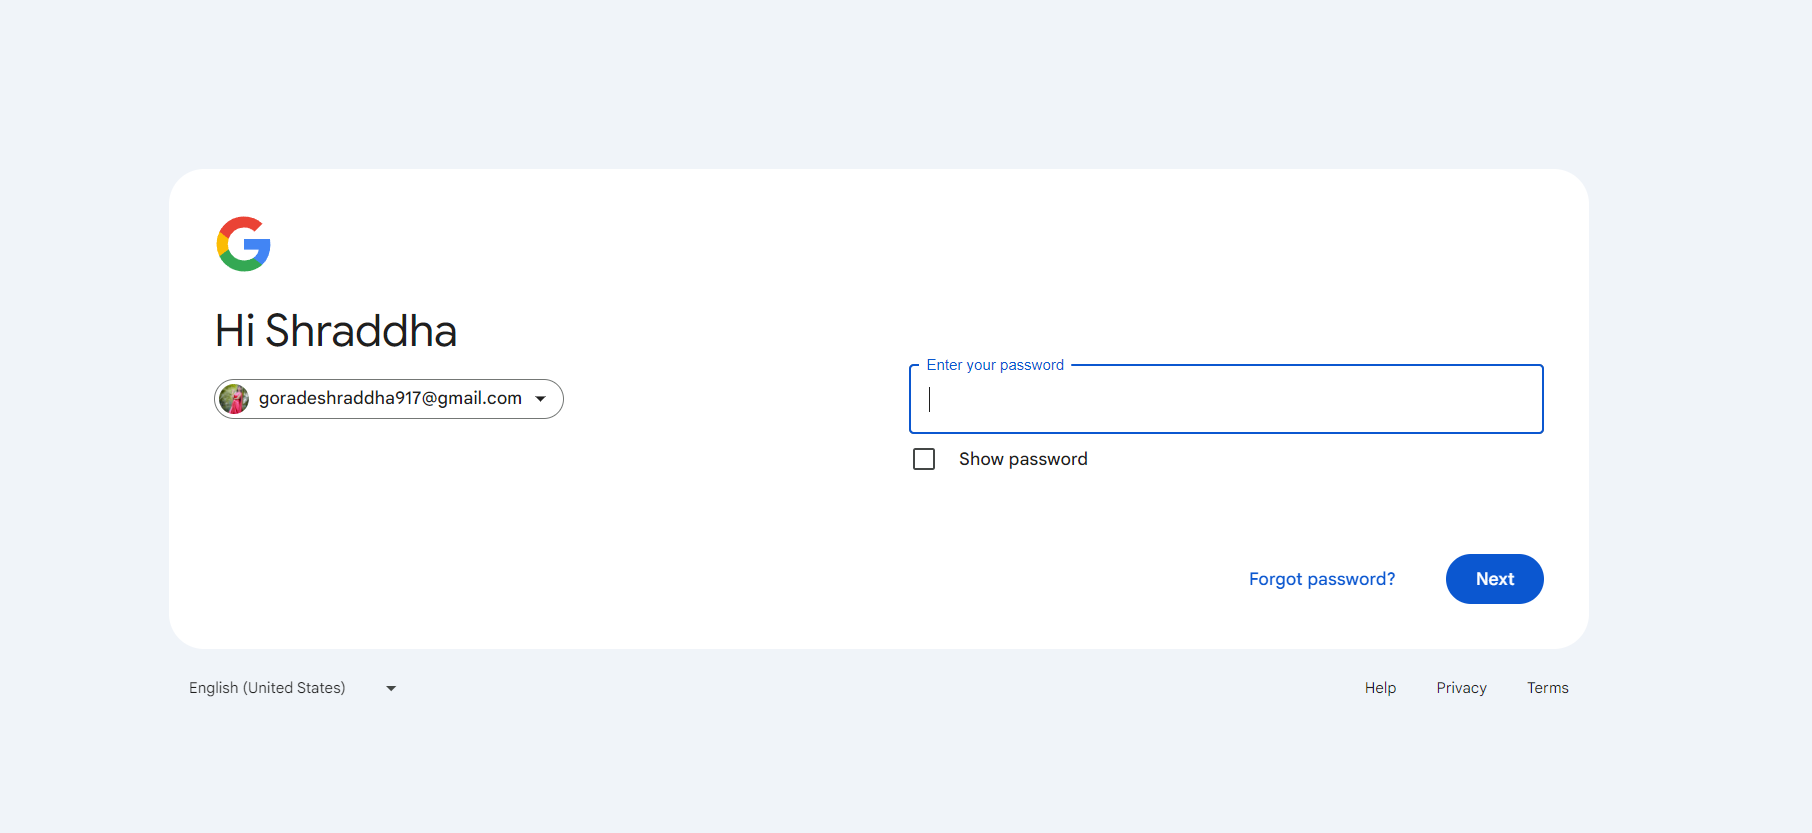 Hi Shraddha
goradeshraddha917@gmail.com
Enter your password
Show password
Forgot password?
Next
English (United States)
Help
Privacy
Terms